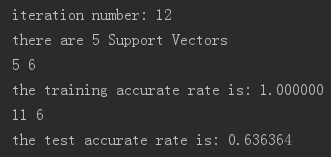 iteration number: 12
there are 5 Support Vectors
5 6
the training accurate rate is: 1.000000
11 6
the test accurate rate is: 0.636364